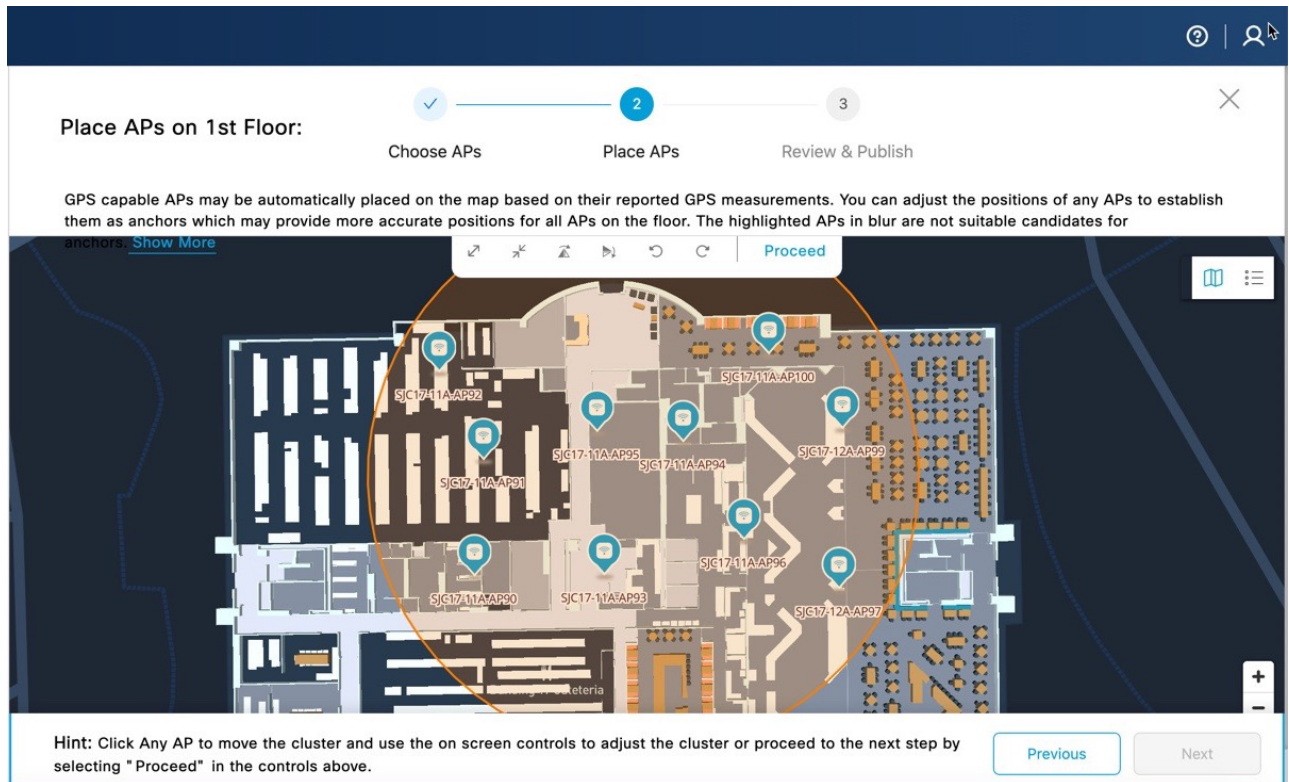 Place APs on 1st Floor:
2
3
Choose APs
Place APs
Review & Publish
GPS capable APs may be automatically placed on the map based on their reported GPS measurements. You can adjust the positions of any APs to establish
them as anchors which may provide more accurate positions for all APs on the floor. The highlighted APs in blur are not suitable candidates for
anchors. Show More
Proceed
SJC17-11A-AP92
SJC17-11A-AP100
SJC17-11A-AP95
SJC17-11A-AP94
SJC17-12A-AP99
SJC17-11A-AP91
SJC17-11A-AP96
SJC17-11A-AP90
SJC17-11A-AP93
SJC17-12A-AP97
+
−
Hint: Click Any AP to move the cluster and use the on screen controls to adjust the cluster or proceed to the next step by
selecting "Proceed" in the controls above.
Previous
Next